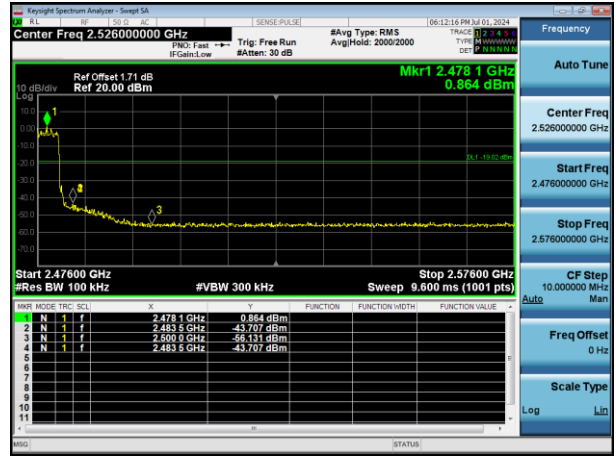 Keysight Spectrum Analyzer - Swept SA
RL RF 50 Ω AC SENSE:PULSE 06:12:16 PM Jul 01, 2024
Center Freq 2.526000000 GHz #Avg Type: RMS TRACE 1 2 3 4 5 6
PNO: Fast Trig: Free Run Avg|Hold: 2000/2000 TYPE M W W W W W
IFGain:Low #Atten: 30 dB DET P N N N N N
Ref Offset 1.71 dB Mkr1 2.478 1 GHz
10 dB/div Ref 20.00 dBm 0.864 dBm
Log
10.0
0.00
-10.0
DL1 -19.02 dBm
-20.0
-30.0
-40.0
-50.0
-60.0
-70.0
1
2
3
Start 2.47600 GHz Stop 2.57600 GHz
#Res BW 100 kHz #VBW 300 kHz Sweep 9.600 ms (1001 pts)
MKR MODE TRC SCL X Y FUNCTION FUNCTION WIDTH FUNCTION VALUE
1 N 1 f 2.478 1 GHz 0.864 dBm
2 N 1 f 2.483 5 GHz -43.707 dBm
3 N 1 f 2.500 0 GHz -56.131 dBm
4 N 1 f 2.483 5 GHz -43.707 dBm
5
6
7
8
9
10
11
MSG STATUS
Frequency
Auto Tune
Center Freq
2.526000000 GHz
Start Freq
2.476000000 GHz
Stop Freq
2.576000000 GHz
CF Step
10.000000 MHz
Auto Man
Freq Offset
0 Hz
Scale Type
Log Lin